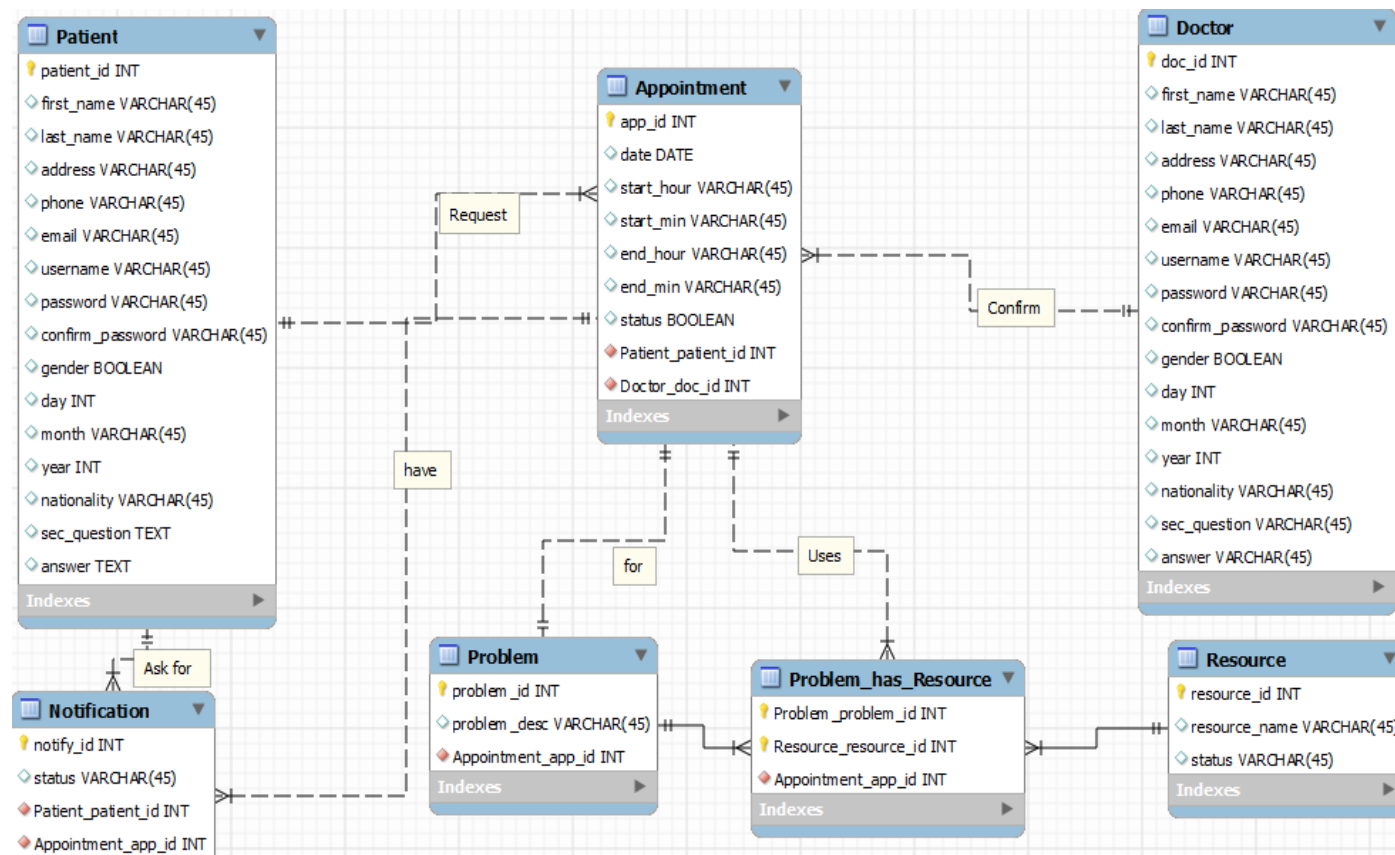 Patient
patient_id INT
first_name VARCHAR(45)
last_name VARCHAR(45)
address VARCHAR(45)
phone VARCHAR(45)
email VARCHAR(45)
username VARCHAR(45)
password VARCHAR(45)
confirm_password VARCHAR(45)
gender BOOLEAN
day INT
month VARCHAR(45)
year INT
nationality VARCHAR(45)
sec_question TEXT
answer TEXT
Indexes
Request
Appointment
app_id INT
date DATE
start_hour VARCHAR(45)
start_min VARCHAR(45)
end_hour VARCHAR(45)
end_min VARCHAR(45)
status BOOLEAN
Patient_patient_id INT
Doctor_doc_id INT
Indexes
Confirm
Doctor
doc_id INT
first_name VARCHAR(45)
last_name VARCHAR(45)
address VARCHAR(45)
phone VARCHAR(45)
email VARCHAR(45)
username VARCHAR(45)
password VARCHAR(45)
confirm_password VARCHAR(45)
gender BOOLEAN
day INT
month VARCHAR(45)
year INT
nationality VARCHAR(45)
sec_question VARCHAR(45)
answer VARCHAR(45)
Indexes
have
for
Uses
Ask for
Notification
notify_id INT
status VARCHAR(45)
Patient_patient_id INT
Appointment_app_id INT
Problem
problem_id INT
problem_desc VARCHAR(45)
Appointment_app_id INT
Indexes
Problem_has_Resource
Problem_problem_id INT
Resource_resource_id INT
Appointment_app_id INT
Indexes
Resource
resource_id INT
resource_name VARCHAR(45)
status VARCHAR(45)
Indexes